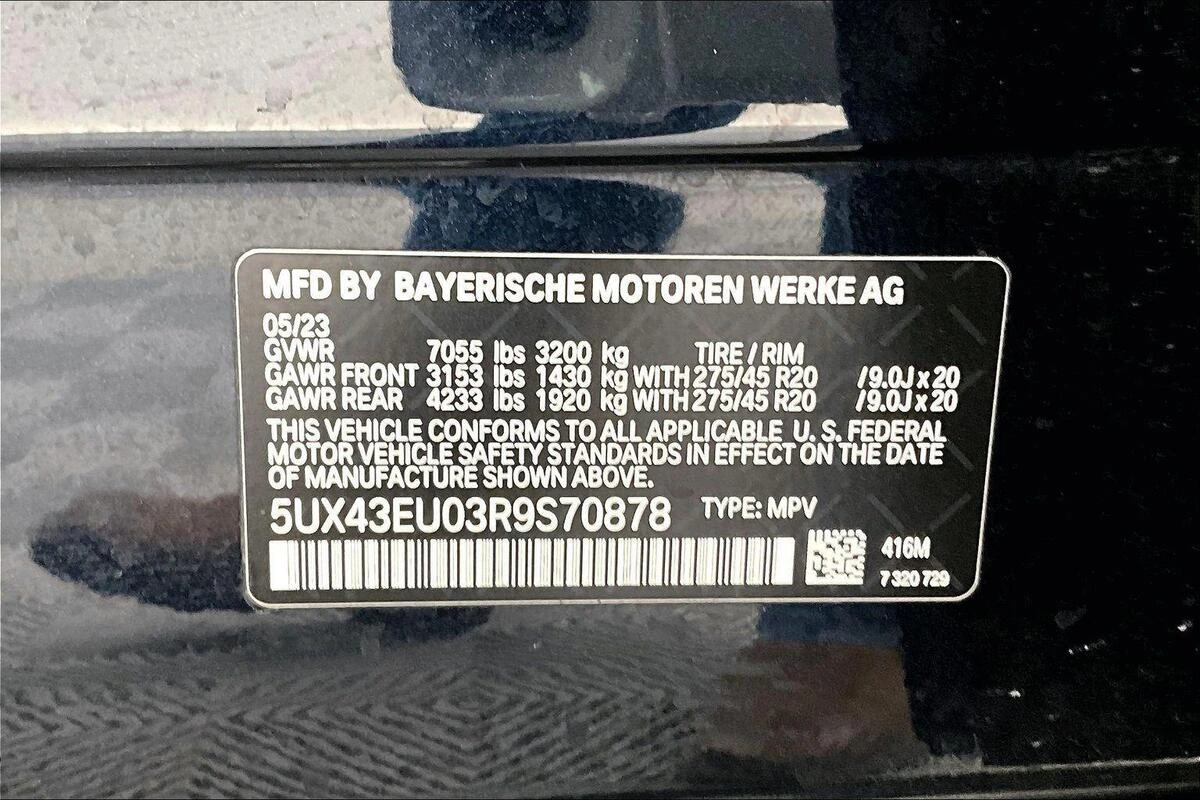 MFD BY BAYERISCHE MOTOREN WERKE AG
05/23
GVWR 7055 lbs 3200 kg TIRE / RIM
GAWR FRONT 3153 lbs 1430 kg WITH 275/45 R20 /9.0J x 20
GAWR REAR 4233 lbs 1920 kg WITH 275/45 R20 /9.0J x 20
THIS VEHICLE CONFORMS TO ALL APPLICABLE U. S. FEDERAL
MOTOR VEHICLE SAFETY STANDARDS IN EFFECT ON THE DATE
OF MANUFACTURE SHOWN ABOVE.
5UX43EU03R9S70878 TYPE: MPV
416M
7 320 729